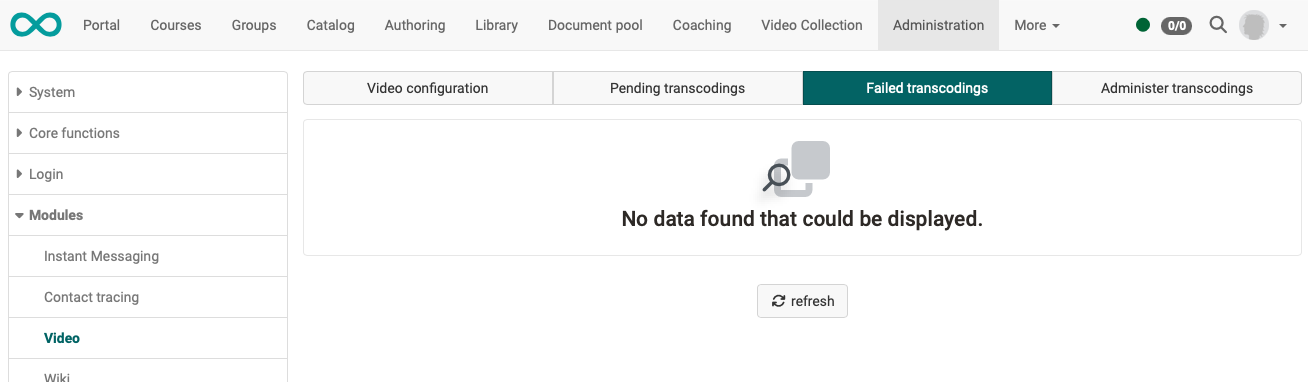 Portal Courses Groups Catalog Authoring Library Document pool Coaching Video Collection Administration More 0/0
System
Core functions
Login
Modules
Instant Messaging
Contact tracing
Video
Wiki
Video configuration Pending transcodings Failed transcodings Administer transcodings
No data found that could be displayed.
refresh